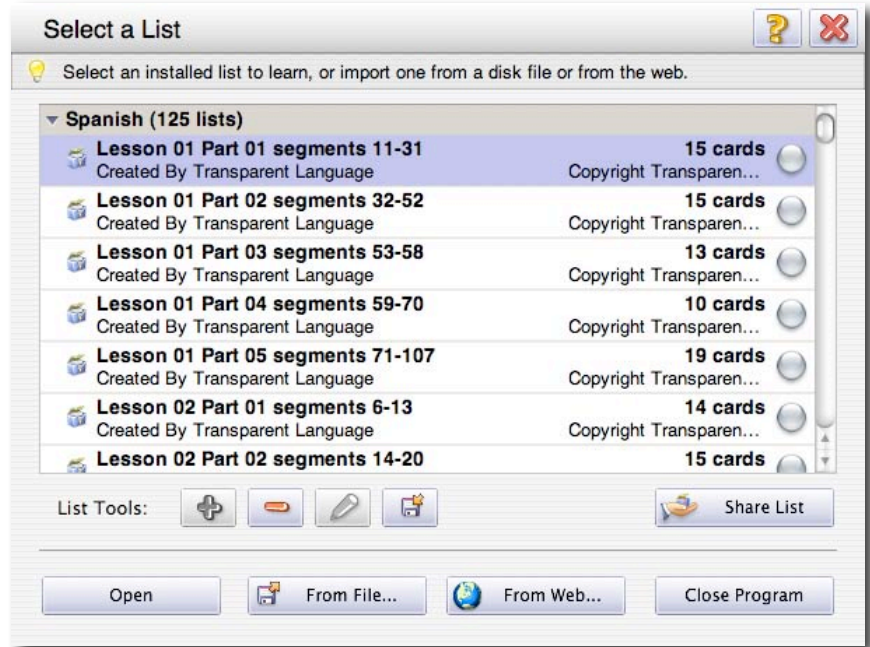 Select a List
Select an installed list to learn, or import one from a disk file or from the web.
Spanish (125 lists)
Lesson 01 Part 01 segments 11-31 15 cards
Created By Transparent Language Copyright Transparen...
Lesson 01 Part 02 segments 32-52 15 cards
Created By Transparent Language Copyright Transparen...
Lesson 01 Part 03 segments 53-58 13 cards
Created By Transparent Language Copyright Transparen...
Lesson 01 Part 04 segments 59-70 10 cards
Created By Transparent Language Copyright Transparen...
Lesson 01 Part 05 segments 71-107 19 cards
Created By Transparent Language Copyright Transparen...
Lesson 02 Part 01 segments 6-13 14 cards
Created By Transparent Language Copyright Transparen...
Lesson 02 Part 02 segments 14-20 15 cards
List Tools: Share List
Open From File... From Web... Close Program